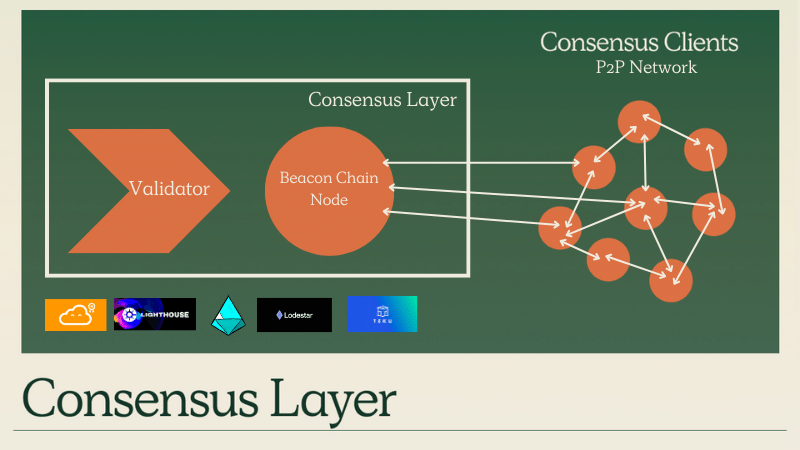 Consensus Clients
P2P Network
Consensus Layer
Validator
Beacon Chain
Node
LIGHTHOUSE
Lodestar
TEKU
Consensus Layer